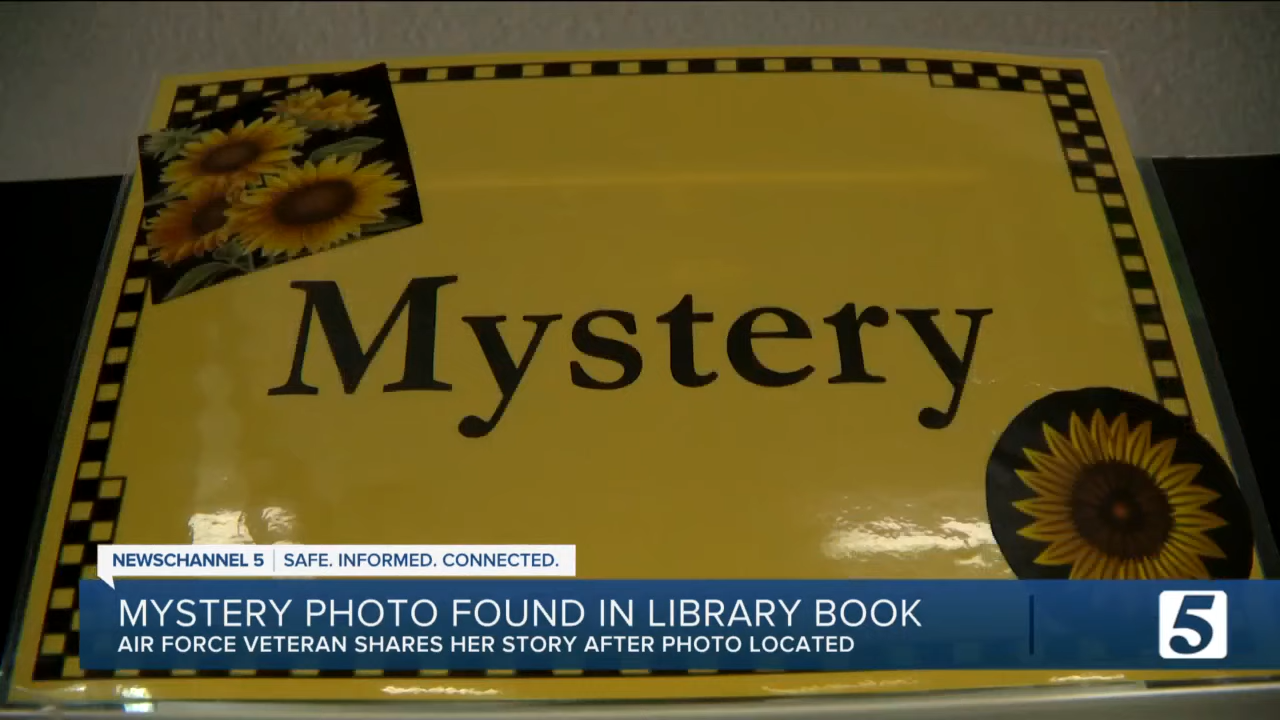 Mystery
NEWSCHANNEL 5 | SAFE. INFORMED. CONNECTED.
MYSTERY PHOTO FOUND IN LIBRARY BOOK
AIR FORCE VETERAN SHARES HER STORY AFTER PHOTO LOCATED
5